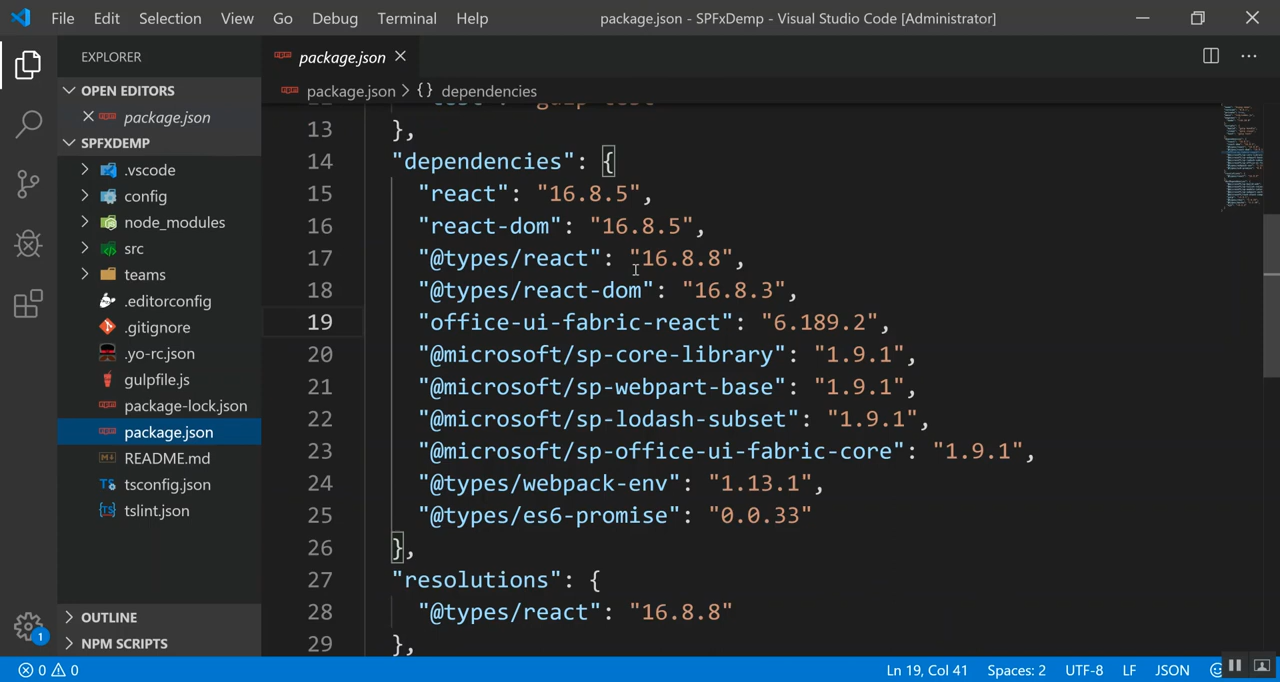 File Edit Selection View Go Debug Terminal Help package.json - SPFxDemp - Visual Studio Code [Administrator]
EXPLORER
OPEN EDITORS
package.json
SPFXDEMP
.vscode
config
node_modules
src
teams
.editorconfig
.gitignore
.yo-rc.json
gulpfile.js
package-lock.json
package.json
README.md
tsconfig.json
tslint.json
OUTLINE
NPM SCRIPTS
package.json
package.json > {} dependencies
13 },
14 "dependencies": {
15 "react": "16.8.5",
16 "react-dom": "16.8.5",
17 "@types/react": "16.8.8",
18 "@types/react-dom": "16.8.3",
19 "office-ui-fabric-react": "6.189.2",
20 "@microsoft/sp-core-library": "1.9.1",
21 "@microsoft/sp-webpart-base": "1.9.1",
22 "@microsoft/sp-lodash-subset": "1.9.1",
23 "@microsoft/sp-office-ui-fabric-core": "1.9.1",
24 "@types/webpack-env": "1.13.1",
25 "@types/es6-promise": "0.0.33"
26 },
27 "resolutions": {
28 "@types/react": "16.8.8"
29 },
1
0 0 Ln 19, Col 41 Spaces: 2 UTF-8 LF JSON